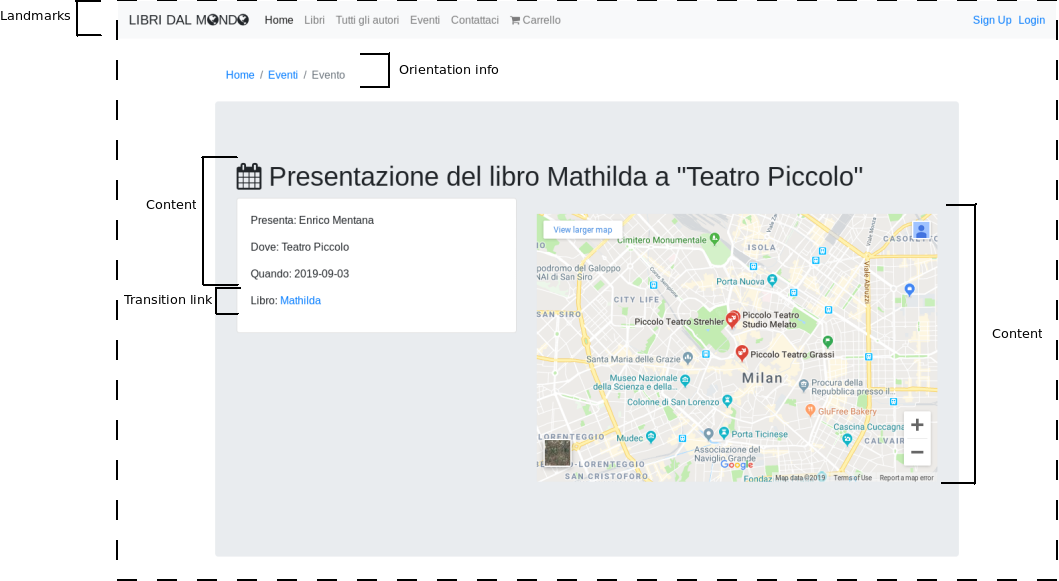 Landmarks
LIBRI DAL MONDO Home Libri Tutti gli autori Eventi Contattaci Carrello Sign Up Login
Home / Eventi / Evento
Orientation info
Presentazione del libro Mathilda a "Teatro Piccolo"
Content
Presenta: Enrico Mentana
Dove: Teatro Piccolo
Quando: 2019-09-03
Transition link
Libro: Mathilda
View larger map
Cimitero Monumentale
ISOLA
CASORETTO
Viale Abruzzi
ppodromo del Galoppo
NAI di San Siro
Porta Nuova
CITY LIFE
SAN SIRO
Piccolo Teatro Strehler
Piccolo Teatro
Studio Melato
Piccolo Teatro Grassi
Santa Maria delle Grazie
Milan
Museo Nazionale
della Scienza e della...
Procura della
Repubblica presso il...
Colonne di San Lorenzo
GluFree Bakery
Cascina Cuccagna
CALVAIR
LORENTEGGIO
Mudec
Porta Ticinese
Associazione del
Naviglio Grande
O-LORENTEGGIO
Google
SAN-CRISTOFORO
Fondaz
Map data ©2019 Terms of Use Report a map error
Content